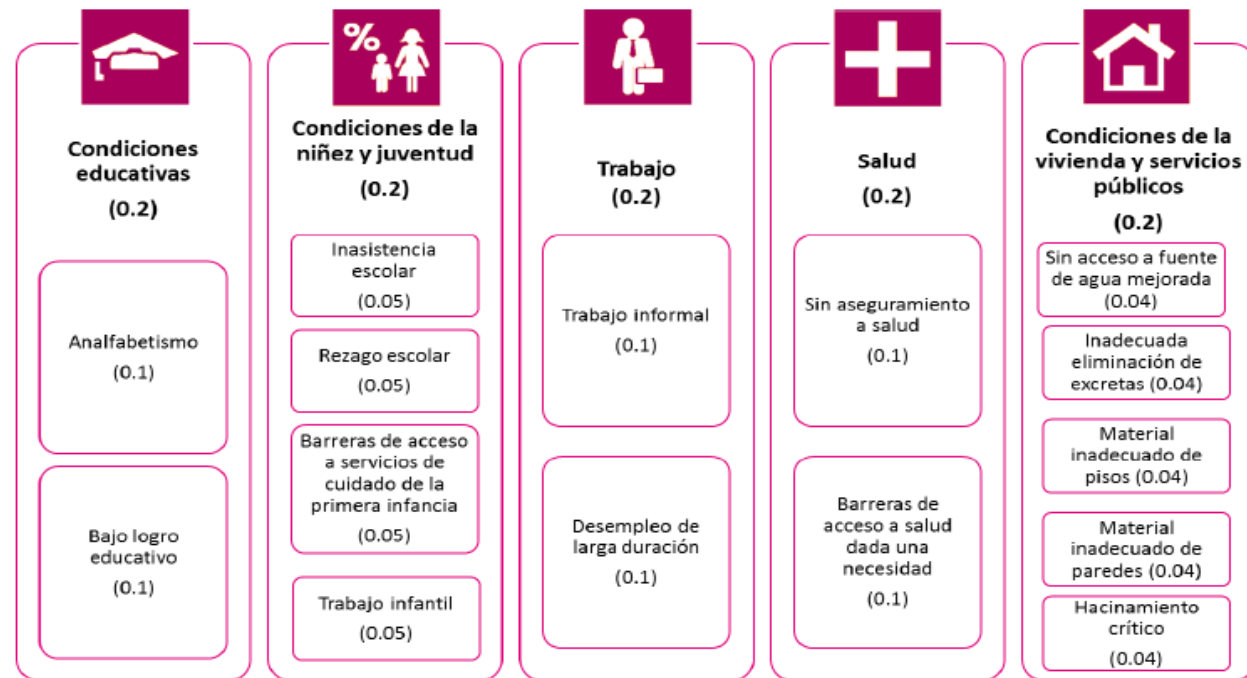 Condiciones
educativas
(0.2)
Analfabetismo
(0.1)
Bajo logro
educativo
(0.1)
%
Condiciones de la
niñez y juventud
(0.2)
Inasistencia
escolar
(0.05)
Rezago escolar
(0.05)
Barreras de acceso
a servicios de
cuidado de la
primera infancia
(0.05)
Trabajo infantil
(0.05)
Trabajo
(0.2)
Trabajo informal
(0.1)
Desempleo de
larga duración
(0.1)
Salud
(0.2)
Sin aseguramiento
a salud
(0.1)
Barreras de
acceso a salud
dada una
necesidad
(0.1)
Condiciones de la
vivienda y servicios
públicos
(0.2)
Sin acceso a fuente
de agua mejorada
(0.04)
Inadecuada
eliminación de
excretas (0.04)
Material
inadecuado de
pisos (0.04)
Material
inadecuado de
paredes (0.04)
Hacinamiento
crítico
(0.04)